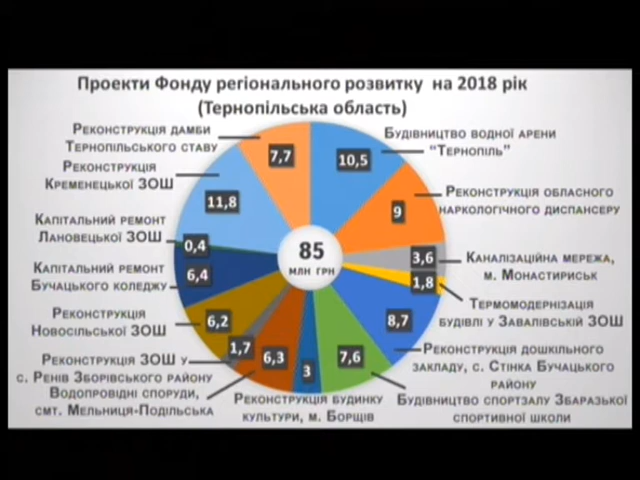 Проекти Фонду регіонального розвитку на 2018 рік
(Тернопільська область)
Реконструкція дамби
Тернопільського ставу
7,7
Будівництво водної арени
"Тернопіль"
10,5
Реконструкція
Кременецької ЗОШ
11,8
Реконструкція обласного
наркологічного диспансеру
9
Капітальний ремонт
Лановецької ЗОШ
0,4
85
млн грн
3,6
Каналізаційна мережа,
м. Монастириськ
Капітальний ремонт
Бучацького коледжу
6,4
1,8
Термомодернізація
будівлі у Завалівській ЗОШ
Реконструкція
Новосільської ЗОШ
6,2
8,7
Реконструкція дошкільного
закладу, с. Стінка Бучацького
району
Реконструкція ЗОШ у
с. Ренів Зборівського району
1,7
Водопровідні споруди,
смт. Мельниця-Подільська
6,3
Реконструкція будинку
культури, м. Борщів
3
7,6
Будівництво спортзалу Збаразької
спортивної школи